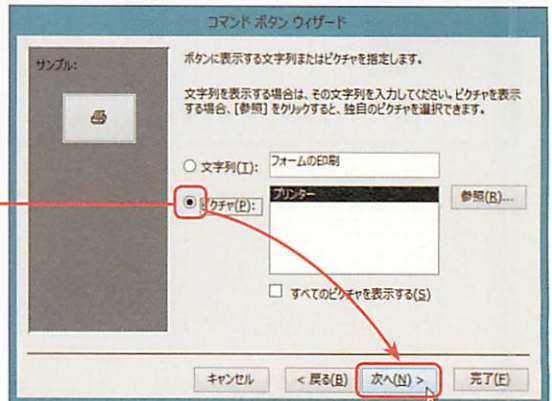 コマンド ボタン ウィザード
サンプル:
ボタンに表示する文字列またはピクチャを指定します。
文字列を表示する場合は、その文字列を入力してください。ピクチャを表示
する場合、[参照] をクリックすると、独自のピクチャを選択できます。
文字列(T): フォームの印刷
ピクチャ(P): プリンター 参照(R)...
すべてのピクチャを表示する(S)
キャンセル < 戻る(B) 次へ(N) > 完了(F)